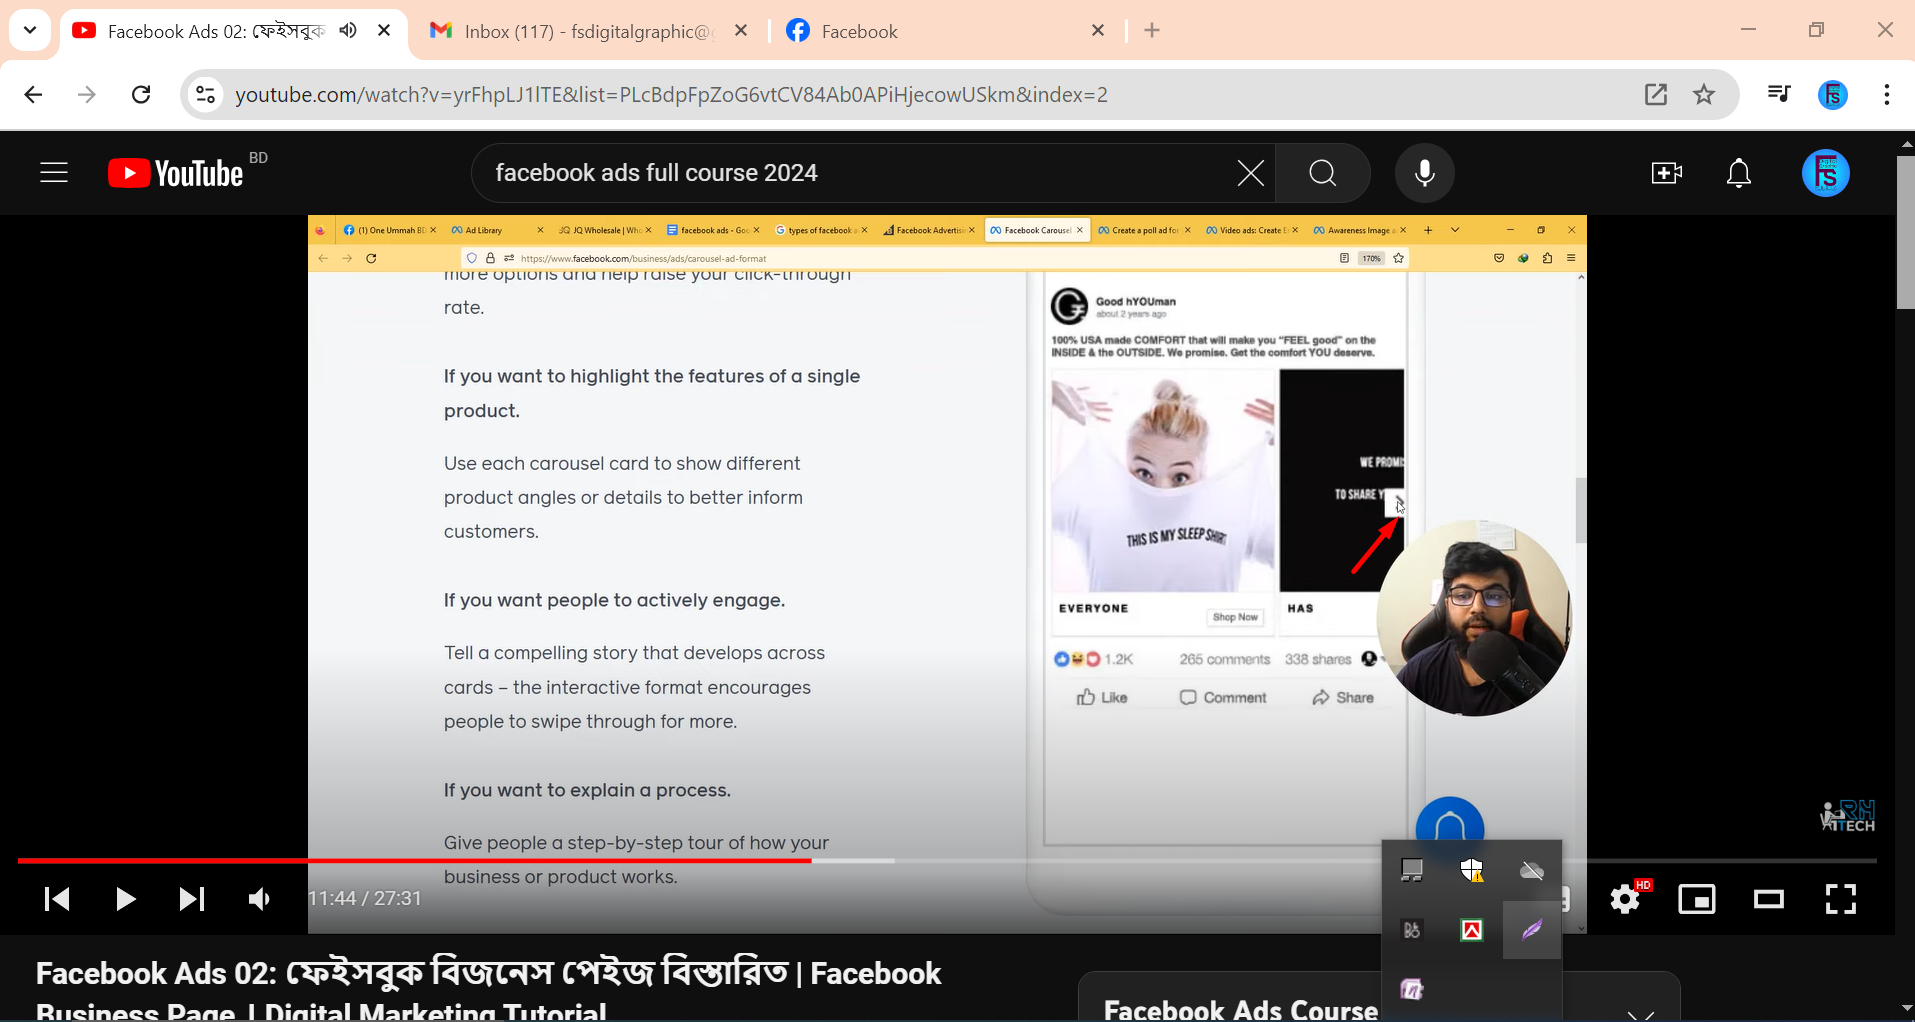 Facebook Ads 02: ফেইসবুক
Inbox (117) - fsdigitalgraphic@
Facebook
youtube.com/watch?v=yrFhpLJ1lTE&list=PLcBdpFpZoG6vtCV84Ab0APiHjecowUSkm&index=2
YouTube BD
facebook ads full course 2024
(1) One Ummah BD
Ad Library
JQ Wholesale | Who
facebook ads - Goo
types of facebook a
Facebook Advertisin
Facebook Carousel
Create a poll ad fo
Video ads: Create E
Awareness Image a
https://www.facebook.com/business/ads/carousel-ad-format
170%
more options and help raise your click-through
rate.
If you want to highlight the features of a single
product.
Use each carousel card to show different
product angles or details to better inform
customers.
If you want people to actively engage.
Tell a compelling story that develops across
cards – the interactive format encourages
people to swipe through for more.
If you want to explain a process.
Give people a step-by-step tour of how your
business or product works.
Good hYOUman
about 2 years ago
100% USA made COMFORT that will make you "FEEL good" on the
INSIDE & the OUTSIDE. We promise. Get the comfort YOU deserve.
THIS IS MY SLEEP SHIRT
WE PROMI
TO SHARE Y
EVERYONE
Shop Now
HAS
1.2K
265 comments 338 shares
Like
Comment
Share
RH
TECH
11:44 / 27:31
HD
Facebook Ads 02: ফেইসবুক বিজনেস পেইজ বিস্তারিত | Facebook
Business Page | Digital Marketing Tutorial
Facebook Ads Course